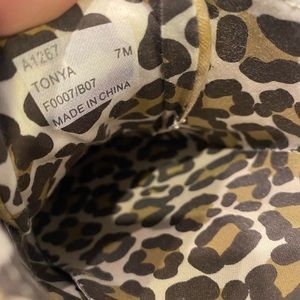 A1267 7M
TONYA
F0007/B07
MADE IN CHINA